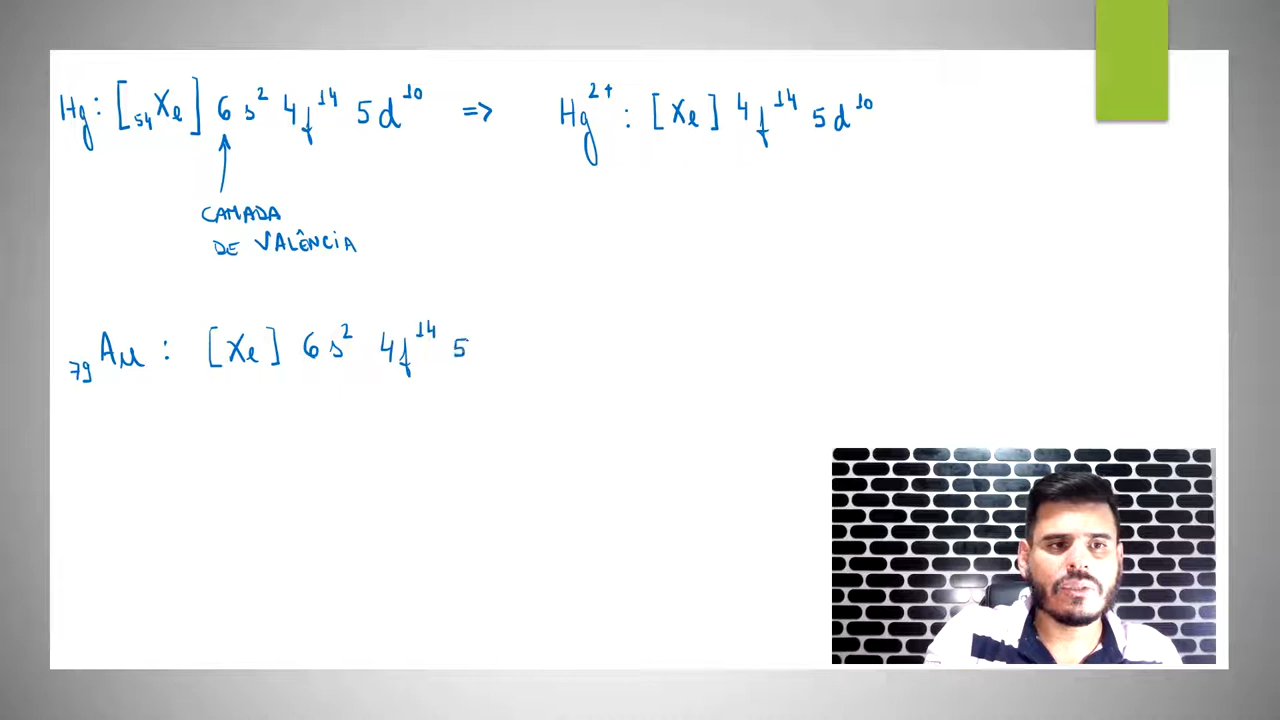 Hg: [₅₄Xe] 6s² 4f¹⁴ 5d¹⁰ => Hg²⁺: [Xe] 4f¹⁴ 5d¹⁰
CAMADA
DE VALÊNCIA
₇₉Au: [Xe] 6s² 4f¹⁴ 5